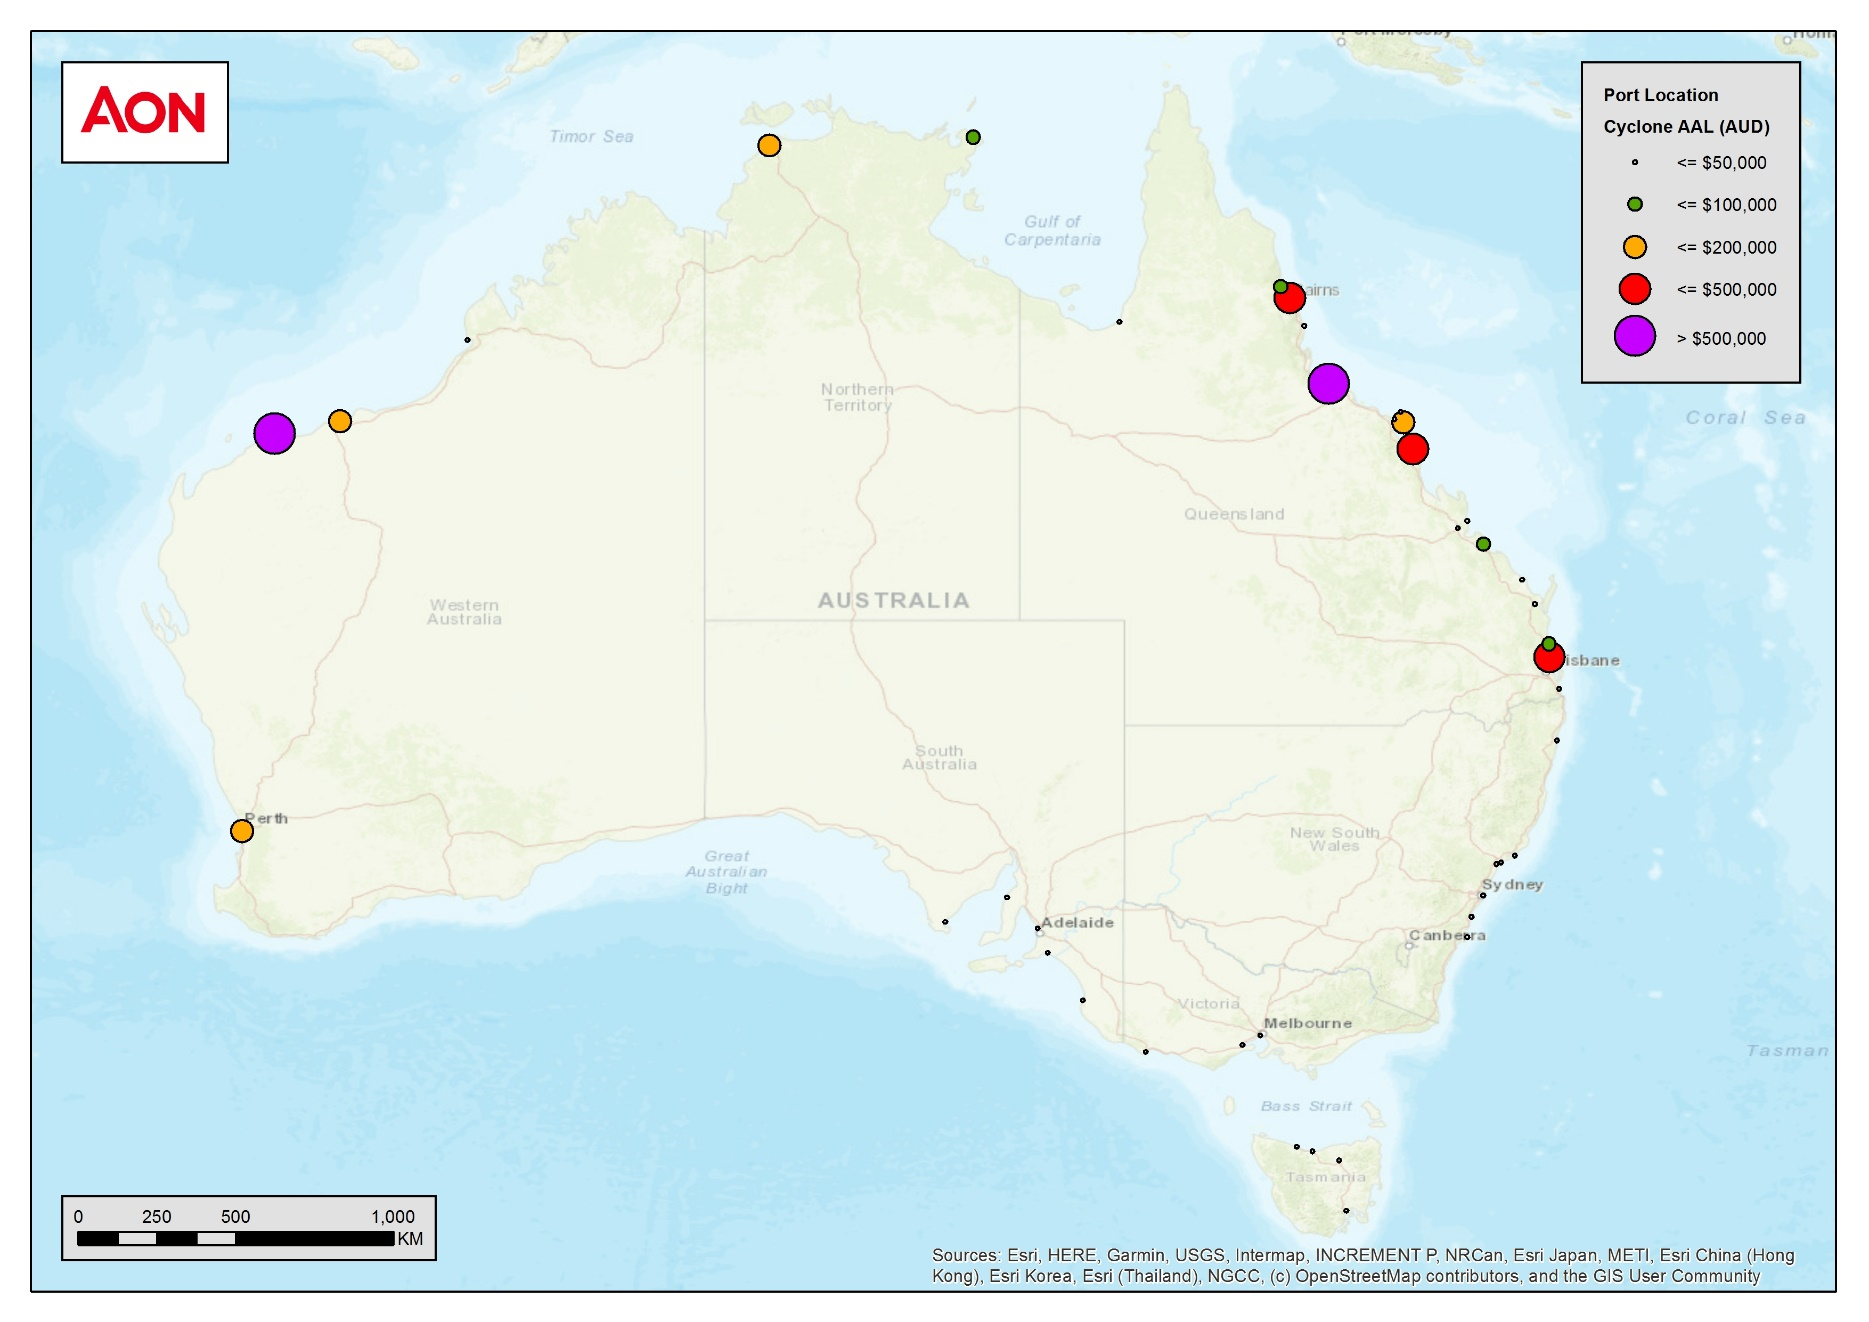 AON
Port Location
Cyclone AAL (AUD)
<= $50,000
<= $100,000
<= $200,000
<= $500,000
> $500,000
Timor Sea
Gulf of
Carpentaria
airns
Northern
Territory
Coral Sea
Queensland
AUSTRALIA
Western
Australia
isbane
South
Australia
Perth
New South
Wales
Great
Australian
Bight
Sydney
Adelaide
Canberra
Victoria
Melbourne
Tasman
Bass Strait
Tasmania
0 250 500 1,000
KM
Sources: Esri, HERE, Garmin, USGS, Intermap, INCREMENT P, NRCan, Esri Japan, METI, Esri China (Hong
Kong), Esri Korea, Esri (Thailand), NGCC, (c) OpenStreetMap contributors, and the GIS User Community